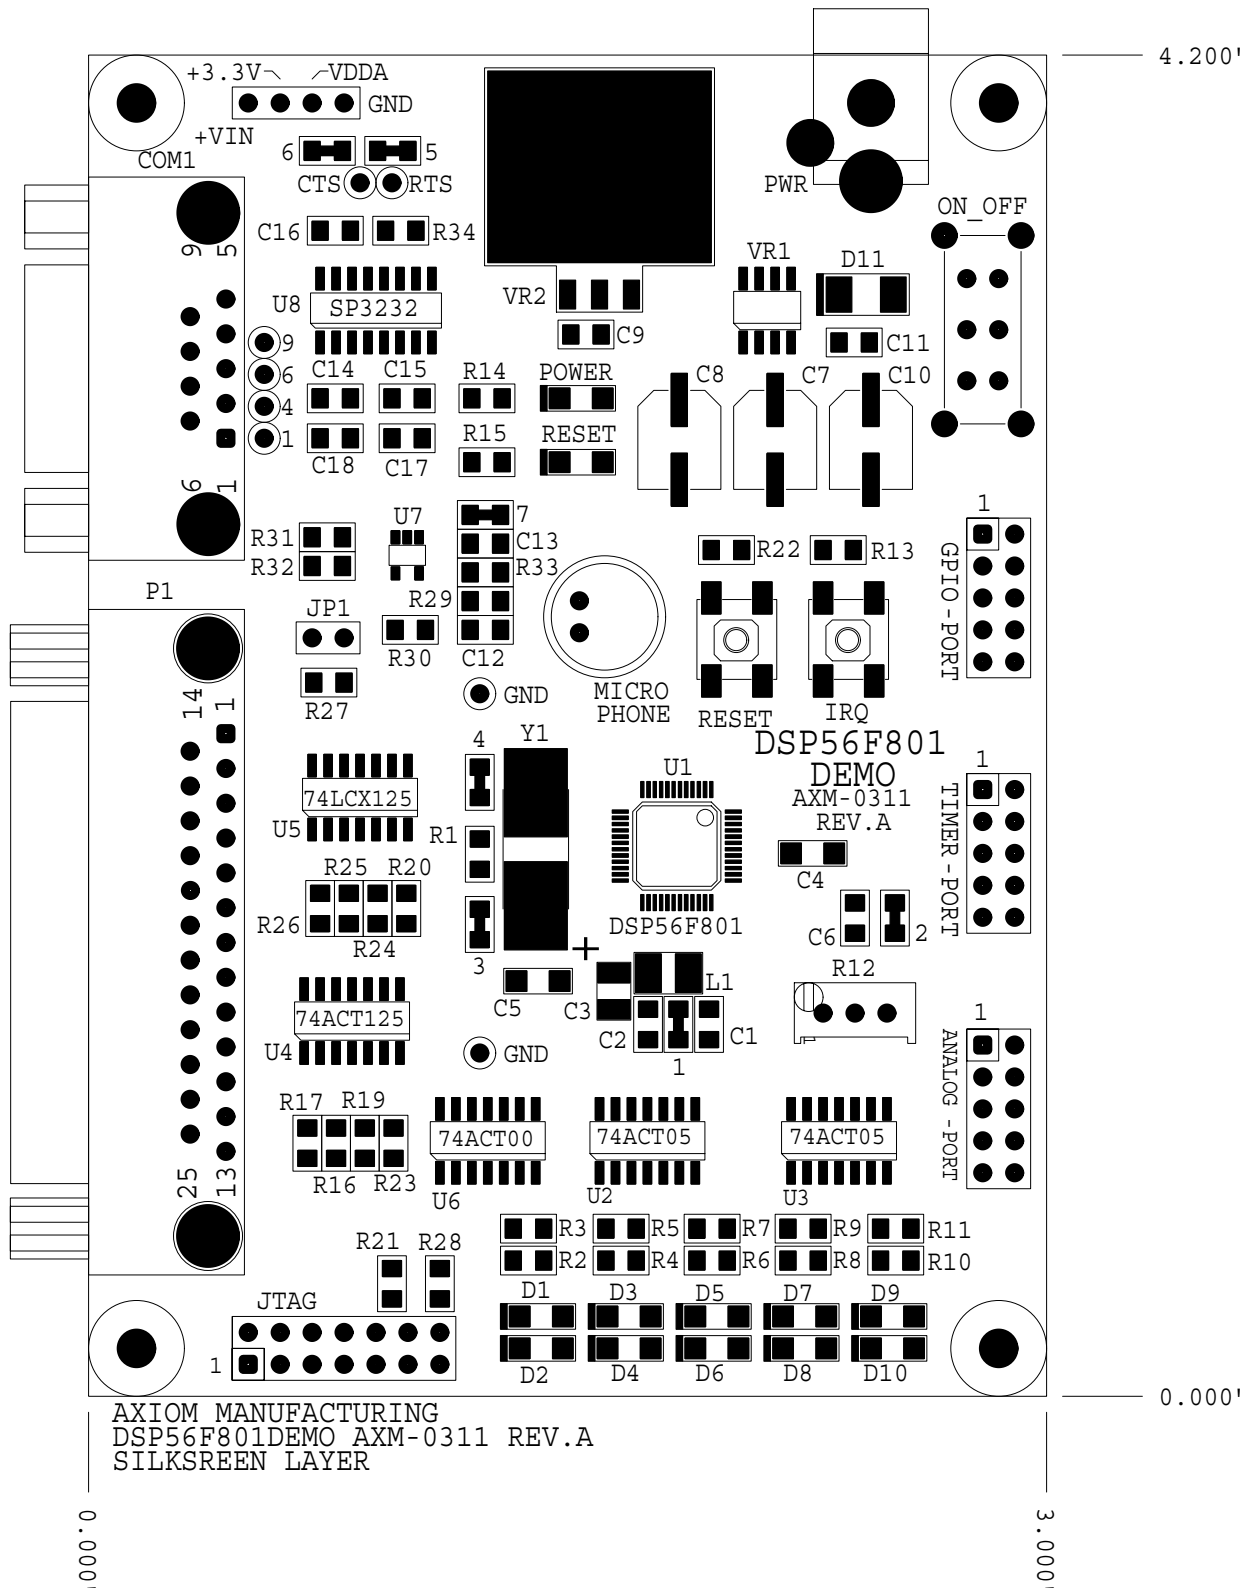 4.200'
+3.3V
VDDA
GND
+VIN
COM1
6
5
CTS
RTS
PWR
ON_OFF
C16
R34
9
5
VR1
D11
VR2
U8
SP3232
C9
C11
9
6
4
1
C14
C15
R14
POWER
C8
C7
C10
C18
C17
R15
RESET
6
1
U7
7
1
R31
R32
C13
R33
R22
R13
GPIO-PORT
P1
JP1
R29
R30
C12
R27
GND
MICRO
PHONE
RESET
IRQ
14
1
DSP56F801
DEMO
AXM-0311
REV.A
4
Y1
U1
1
TIMER-PORT
74LCX125
U5
R1
C4
R25
R20
R26
R24
DSP56F801
C6
2
3
C5
C3
L1
R12
74ACT125
U4
GND
C2
1
C1
1
ANALOG -PORT
R17
R19
R16
R23
74ACT00
U6
74ACT05
U2
74ACT05
U3
25
13
R3
R5
R7
R9
R11
R2
R4
R6
R8
R10
R21
R28
D1
D3
D5
D7
D9
JTAG
1
D2
D4
D6
D8
D10
0.000'
AXIOM MANUFACTURING
DSP56F801DEMO AXM-0311 REV.A
SILKSREEN LAYER
0.000
3.000